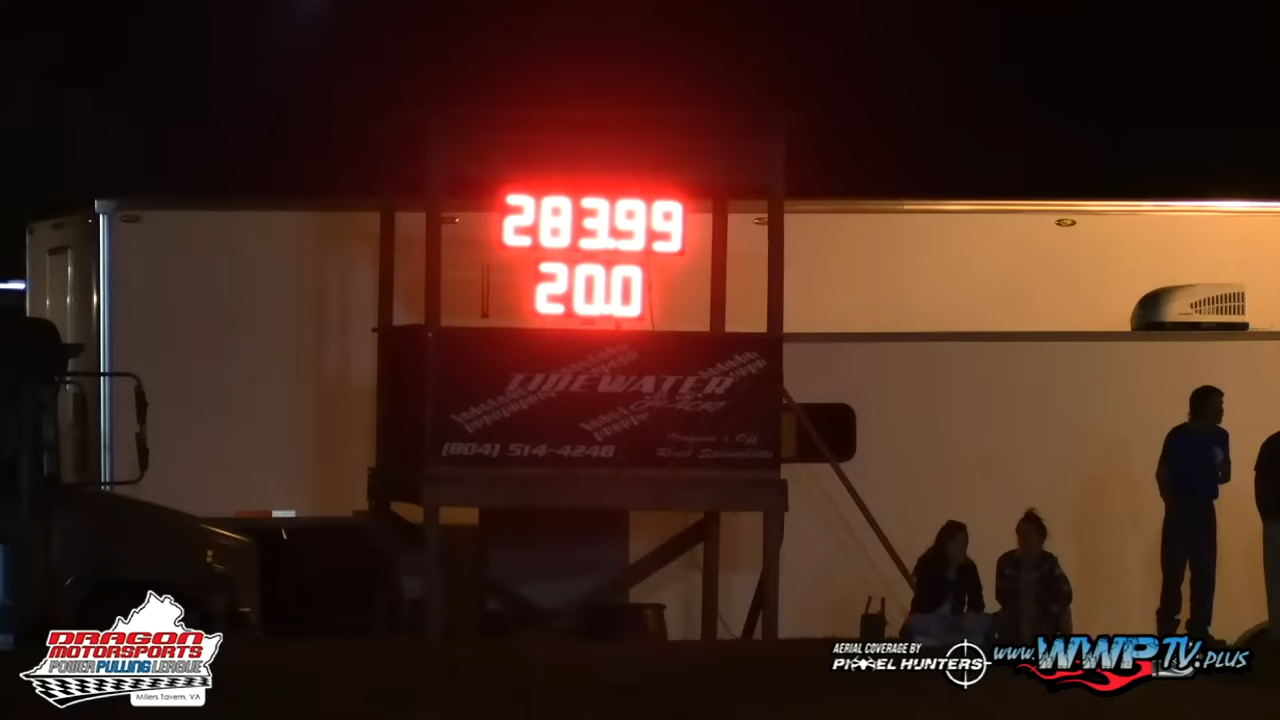 283.99
20.0
TIDEWATER
(804) 514-4246
DRAGON
MOTORSPORTS
POWER PULLING LEAGUE
Millers Tavern, VA
AERIAL COVERAGE BY
PIXEL HUNTERS
www.WWPTV.PLUS